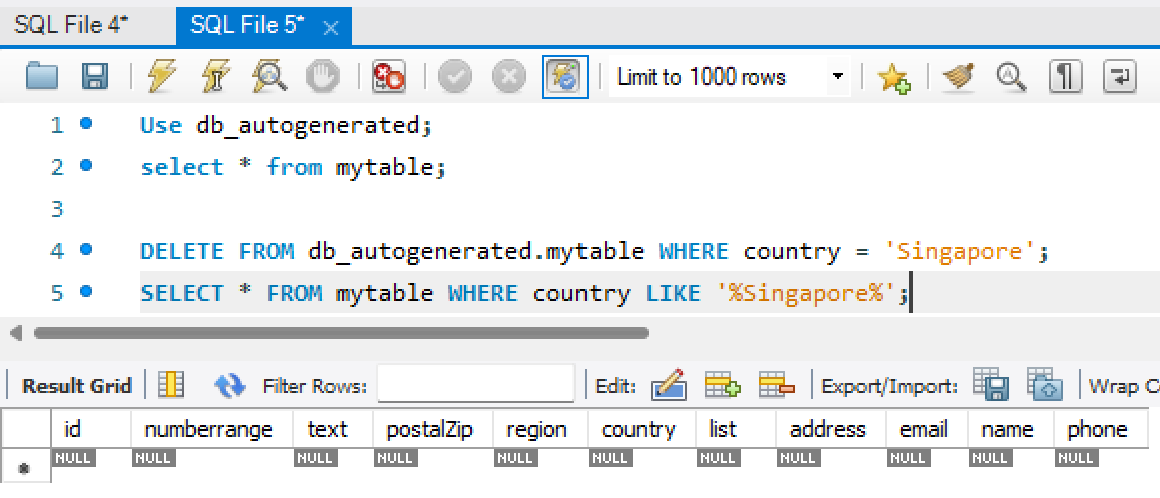 SQL File 4* SQL File 5*
Limit to 1000 rows
1 Use db_autogenerated;
2 select * from mytable;
3
4 DELETE FROM db_autogenerated.mytable WHERE country = 'Singapore';
5 SELECT * FROM mytable WHERE country LIKE '%Singapore%';
Result Grid Filter Rows: Edit: Export/Import: Wrap C
id numberrange text postalZip region country list address email name phone
* NULL NULL NULL NULL NULL NULL NULL NULL NULL NULL NULL